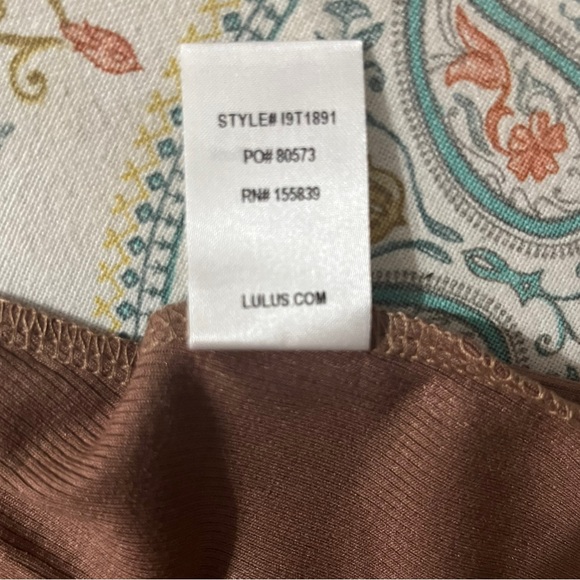 STYLE# I9T1891
PO# 80573
RN# 155839
LULUS.COM